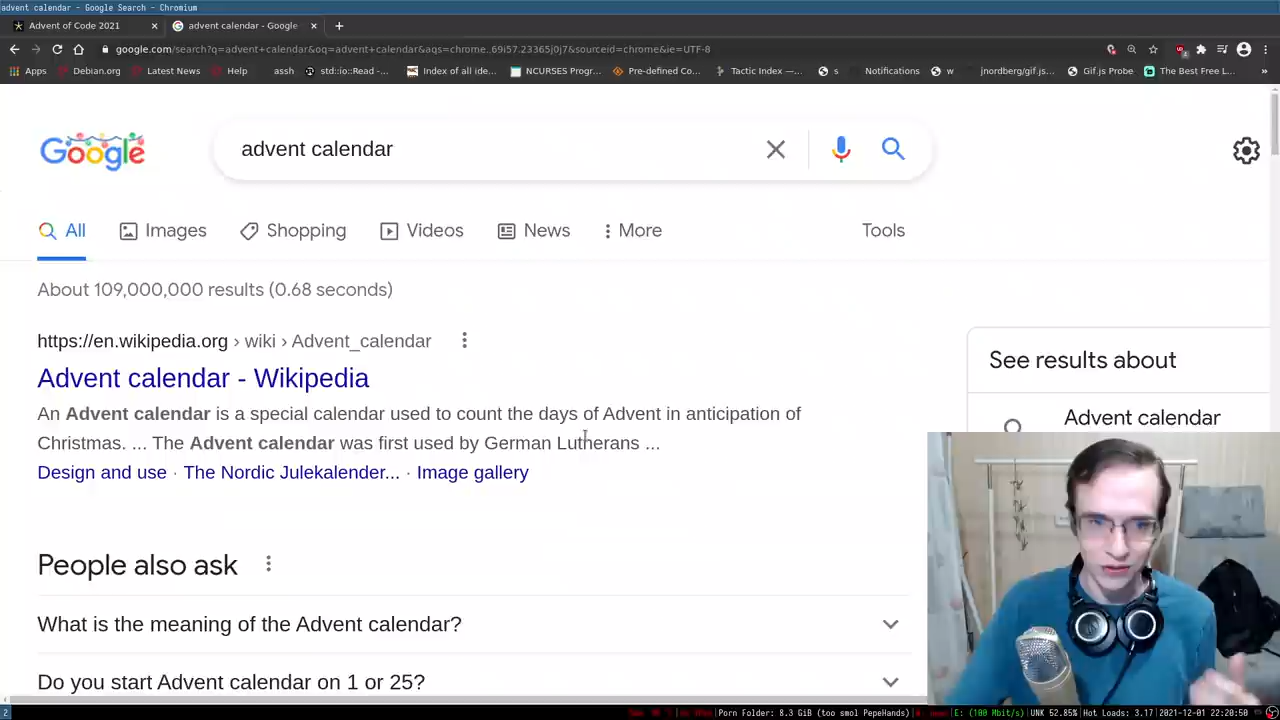 advent calendar - Google Search - Chromium
Advent of Code 2021
advent calendar - Google
google.com/search?q=advent+calendar&oq=advent+calendar&aqs=chrome..69i57.23365j0j7&sourceid=chrome&ie=UTF-8
Apps Debian.org Latest News Help assh std::io::Read -... Index of all ide... NCURSES Progr... Pre-defined Co... Tactic Index —... s Notifications w jnordberg/gif.js... Gif.js Probe The Best Free L... »
Google
advent calendar
All Images Shopping Videos News More Tools
About 109,000,000 results (0.68 seconds)
https://en.wikipedia.org › wiki › Advent_calendar
Advent calendar - Wikipedia
An Advent calendar is a special calendar used to count the days of Advent in anticipation of
Christmas. ... The Advent calendar was first used by German Lutherans ...
Design and use · The Nordic Julekalender... · Image gallery
See results about
Advent calendar
People also ask
What is the meaning of the Advent calendar?
Do you start Advent calendar on 1 or 25?
2
Porn Folder: 8.3 GiB (too smol PepeHands)
E: (100 Mbit/s) UNK 52.85% Hot Loads: 3.17 2021-12-01 22:20:50